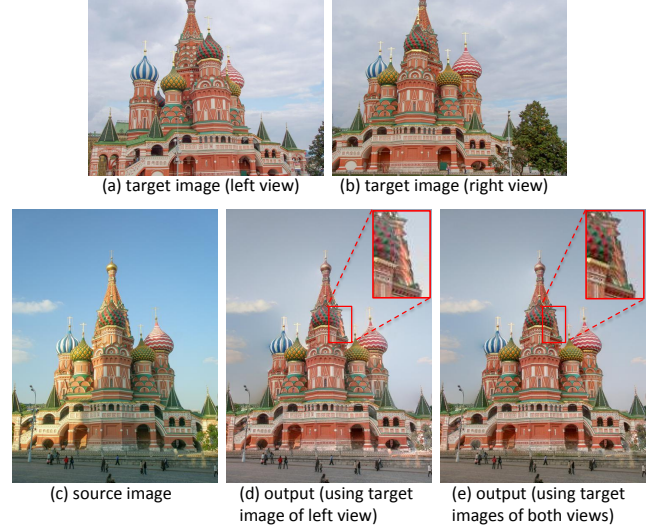 (a) target image (left view)
(b) target image (right view)
(c) source image
(d) output (using target
image of left view)
(e) output (using target
images of both views)